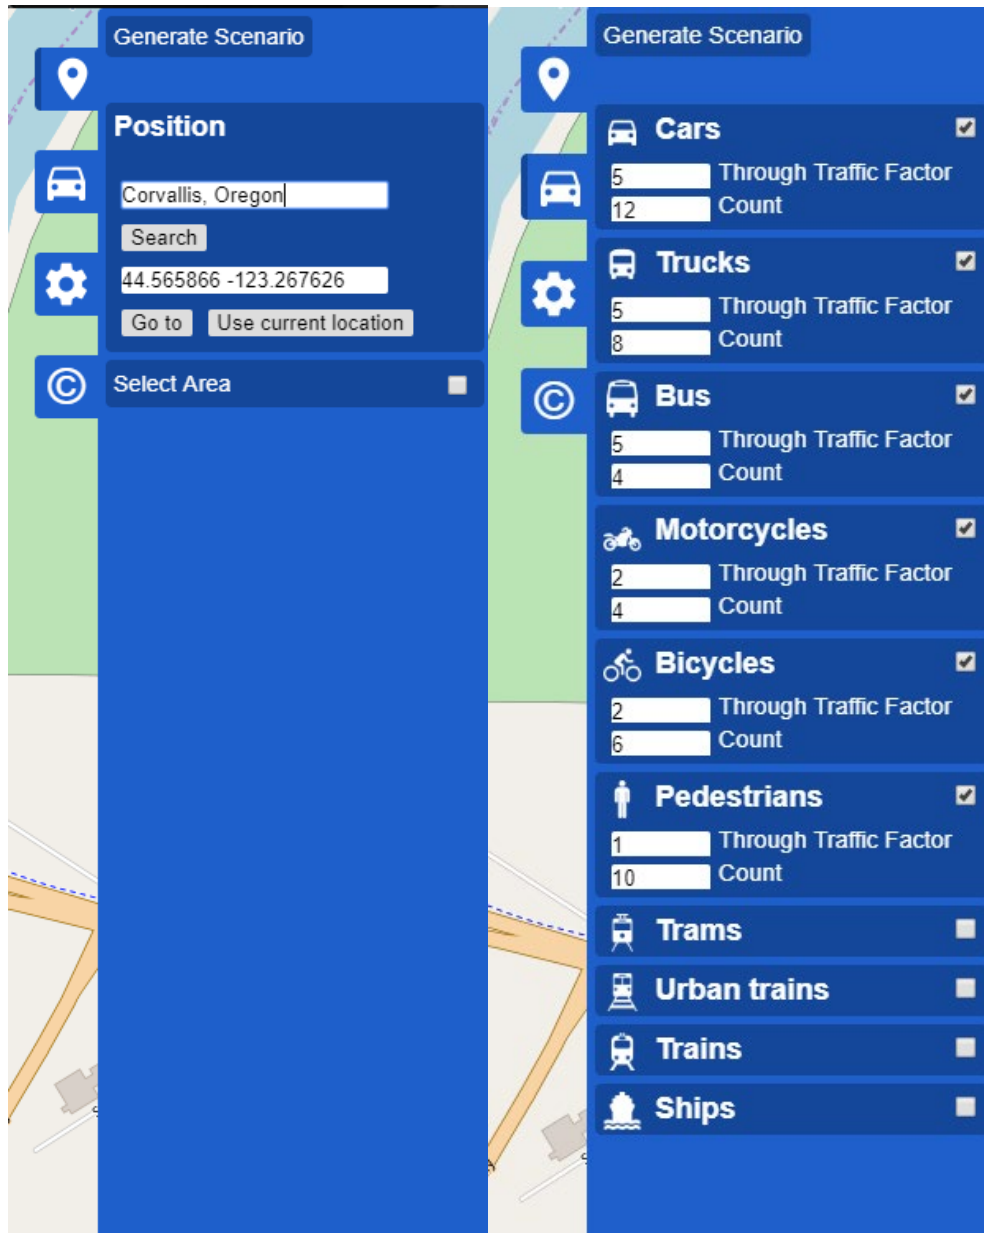 Generate Scenario
Position
Corvallis, Oregon
Search
44.565866 -123.267626
Go to Use current location
Select Area
©
Generate Scenario
Cars
5 Through Traffic Factor
12 Count
Trucks
5 Through Traffic Factor
8 Count
Bus
5 Through Traffic Factor
4 Count
Motorcycles
2 Through Traffic Factor
4 Count
Bicycles
2 Through Traffic Factor
6 Count
Pedestrians
1 Through Traffic Factor
10 Count
Trams
Urban trains
Trains
Ships
©